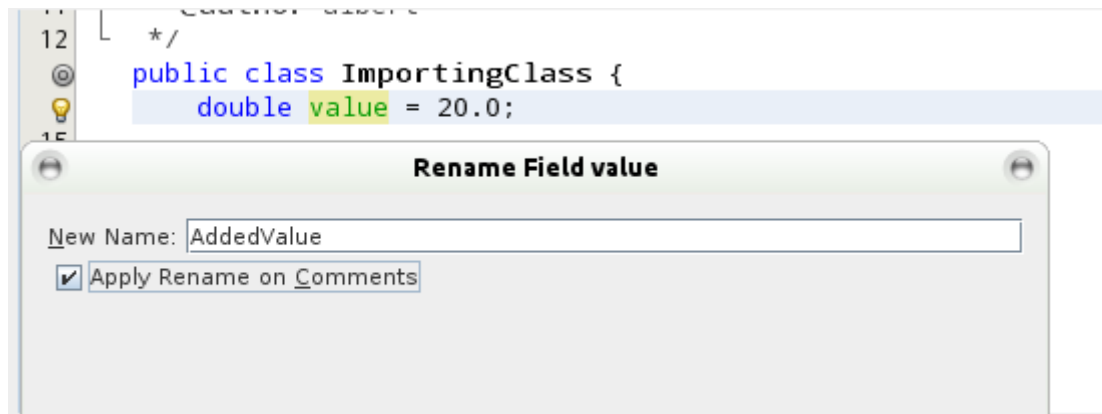 12 */
public class ImportingClass {
double value = 20.0;
Rename Field value
New Name: AddedValue
Apply Rename on Comments